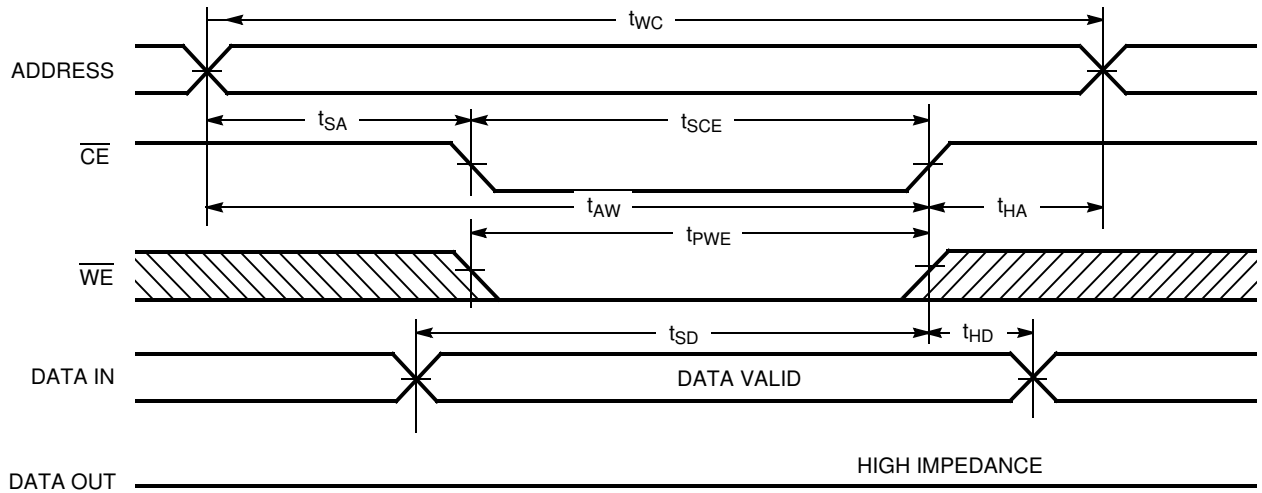 tWC
ADDRESS
tSA
tSCE
CE
tAW
tHA
tPWE
WE
tSD
tHD
DATA IN
DATA VALID
HIGH IMPEDANCE
DATA OUT